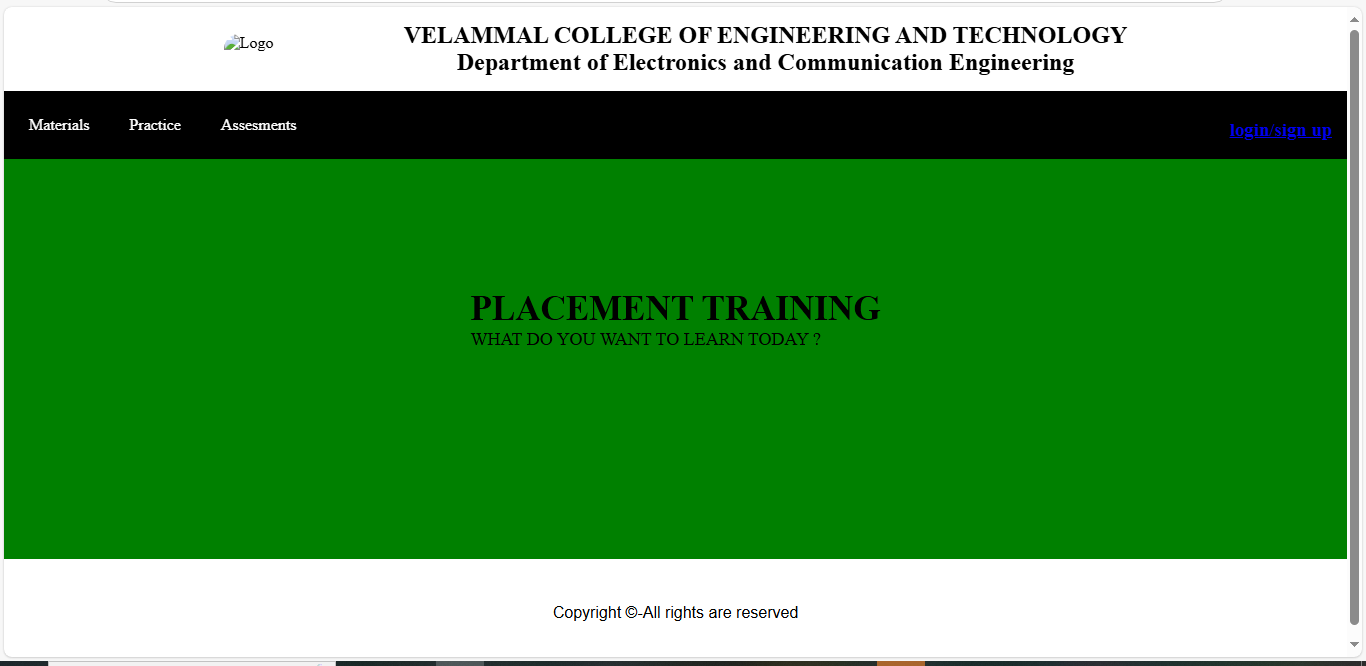 Logo
VELAMMAL COLLEGE OF ENGINEERING AND TECHNOLOGY
Department of Electronics and Communication Engineering
Materials Practice Assesments login/sign up
PLACEMENT TRAINING
WHAT DO YOU WANT TO LEARN TODAY ?
Copyright ©-All rights are reserved